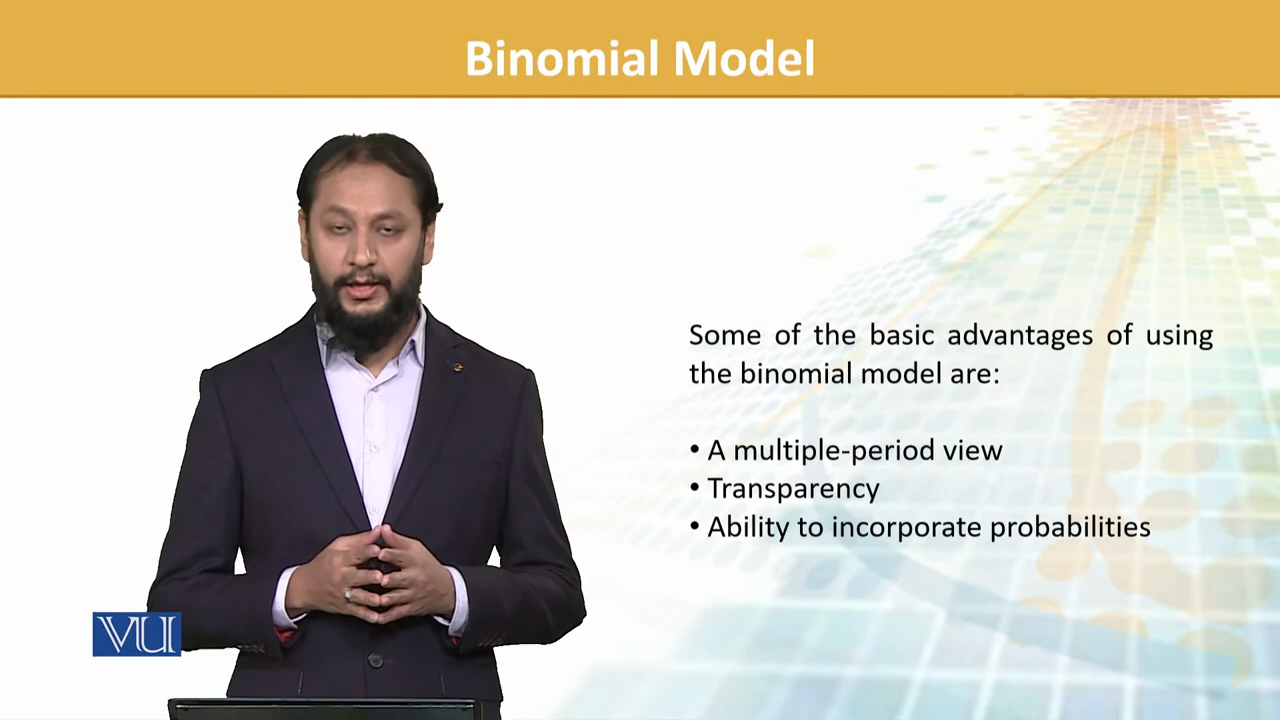 Binomial Model
Some of the basic advantages of using
the binomial model are:
• A multiple-period view
• Transparency
• Ability to incorporate probabilities
VU